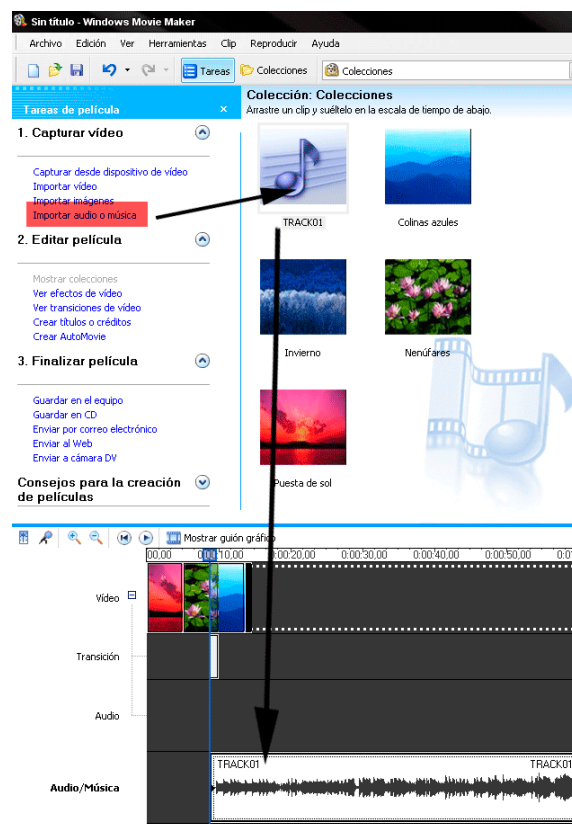 Sin título - Windows Movie Maker
Archivo Edición Ver Herramientas Clip Reproducir Ayuda
Tareas Colecciones Colecciones
Tareas de película ×
Colección: Colecciones
Arrastre un clip y suéltelo en la escala de tiempo de abajo.
1. Capturar vídeo
Capturar desde dispositivo de vídeo
Importar vídeo
Importar imágenes
Importar audio o música
2. Editar película
Mostrar colecciones
Ver efectos de vídeo
Ver transiciones de vídeo
Crear títulos o créditos
Crear AutoMovie
3. Finalizar película
Guardar en el equipo
Guardar en CD
Enviar por correo electrónico
Enviar al Web
Enviar a cámara DV
Consejos para la creación
de películas
TRACK01
Colinas azules
Invierno
Nenúfares
Puesta de sol
Mostrar guión gráfico
00,00 0:00:10,00 0:00:20,00 0:00:30,00 0:00:40,00 0:00:50,00
Vídeo
Transición
Audio
Audio/Música
TRACK01 TRACK01